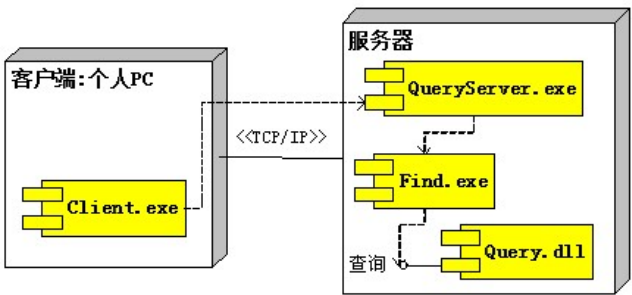 客户端:个人PC
Client.exe
<<TCP/IP>>
服务器
QueryServer.exe
Find.exe
Query.dll
查询